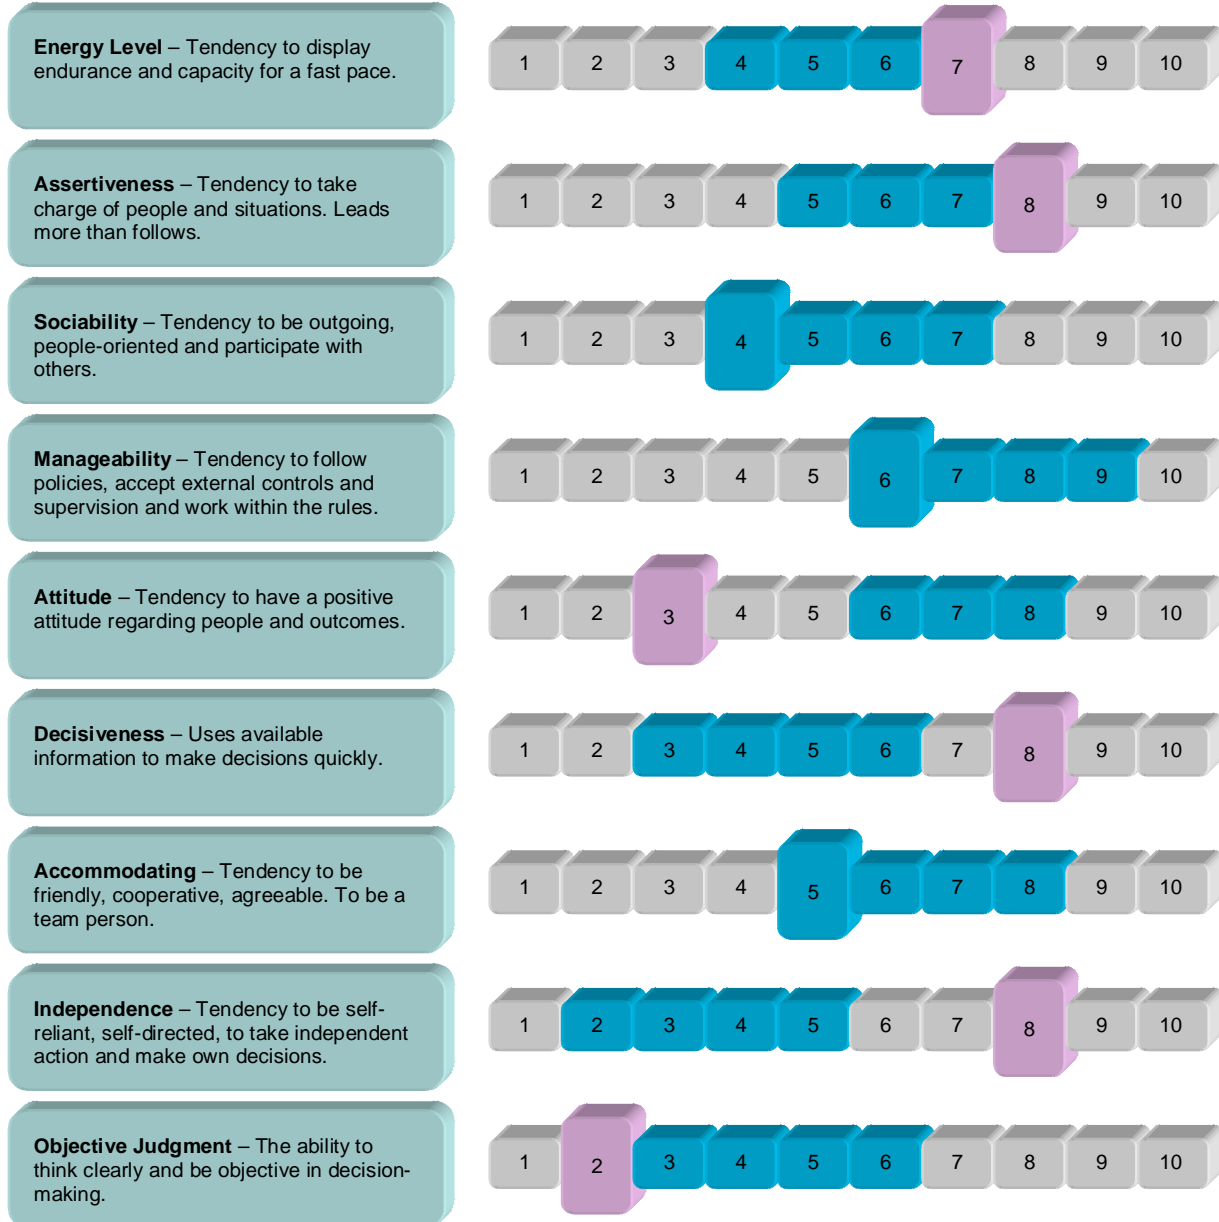 Energy Level – Tendency to display
endurance and capacity for a fast pace.
1 2 3 4 5 6 7 8 9 10
Assertiveness – Tendency to take
charge of people and situations. Leads
more than follows.
1 2 3 4 5 6 7 8 9 10
Sociability – Tendency to be outgoing,
people-oriented and participate with
others.
1 2 3 4 5 6 7 8 9 10
Manageability – Tendency to follow
policies, accept external controls and
supervision and work within the rules.
1 2 3 4 5 6 7 8 9 10
Attitude – Tendency to have a positive
attitude regarding people and outcomes.
1 2 3 4 5 6 7 8 9 10
Decisiveness – Uses available
information to make decisions quickly.
1 2 3 4 5 6 7 8 9 10
Accommodating – Tendency to be
friendly, cooperative, agreeable. To be a
team person.
1 2 3 4 5 6 7 8 9 10
Independence – Tendency to be self-
reliant, self-directed, to take independent
action and make own decisions.
1 2 3 4 5 6 7 8 9 10
Objective Judgment – The ability to
think clearly and be objective in decision-
making.
1 2 3 4 5 6 7 8 9 10